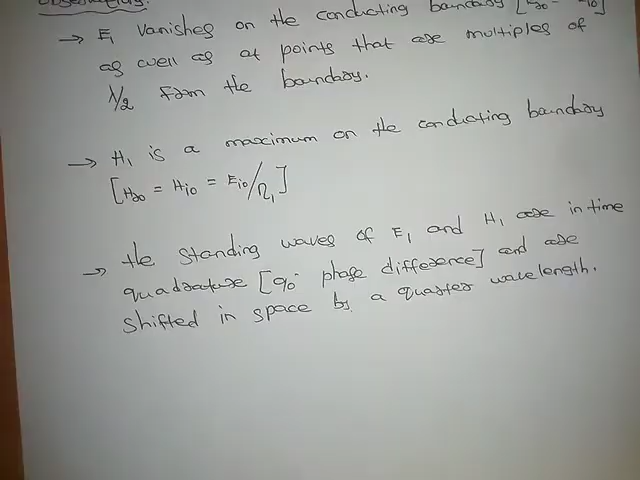 Observations:
→ E₁ Vanishes on the conducting boundary
as well as at points that are multiples of
λ/2 from the boundary.
→ H₁ is a maximum on the conducting boundary
[Hr0 = Hi0 = Ei0/η₁]
→ the standing waves of E₁ and H₁ are in time
quadrature [90° phase difference] and are
shifted in space by a quarter wavelength.